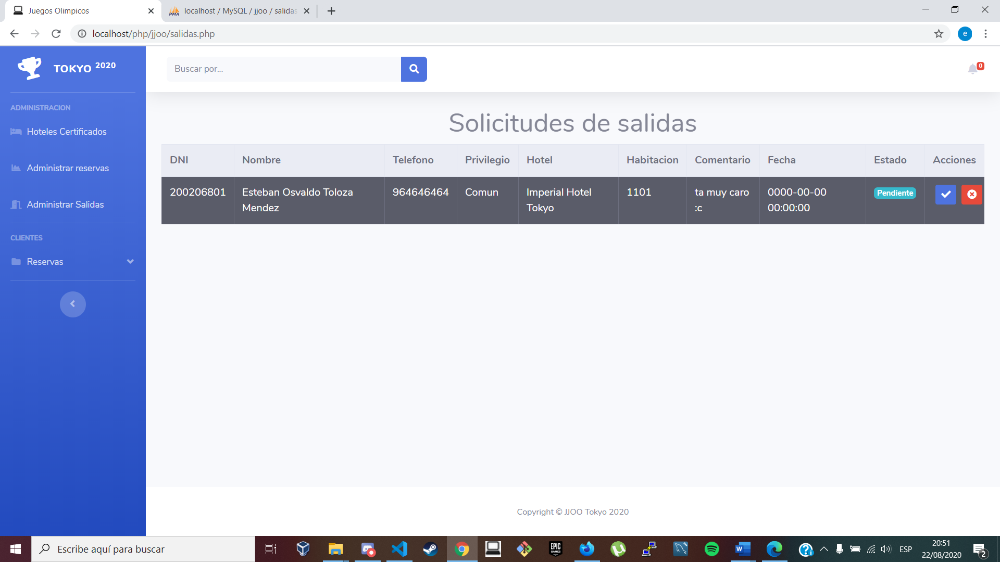 Juegos Olimpicos
localhost / MySQL / jjoo / salidas
localhost/php/jjoo/salidas.php
e
TOKYO 2020
Buscar por...
0
ADMINISTRACION
Hoteles Certificados
Administrar reservas
Administrar Salidas
CLIENTES
Reservas
Solicitudes de salidas
DNI Nombre Telefono Privilegio Hotel Habitacion Comentario Fecha Estado Acciones
200206801 Esteban Osvaldo Toloza 964646464 Comun Imperial Hotel 1101 ta muy caro 0000-00-00 Pendiente
Mendez Tokyo :c 00:00:00
Copyright © JJOO Tokyo 2020
Escribe aquí para buscar
EPIC
GAMES
ESP
20:51
22/08/2020
2